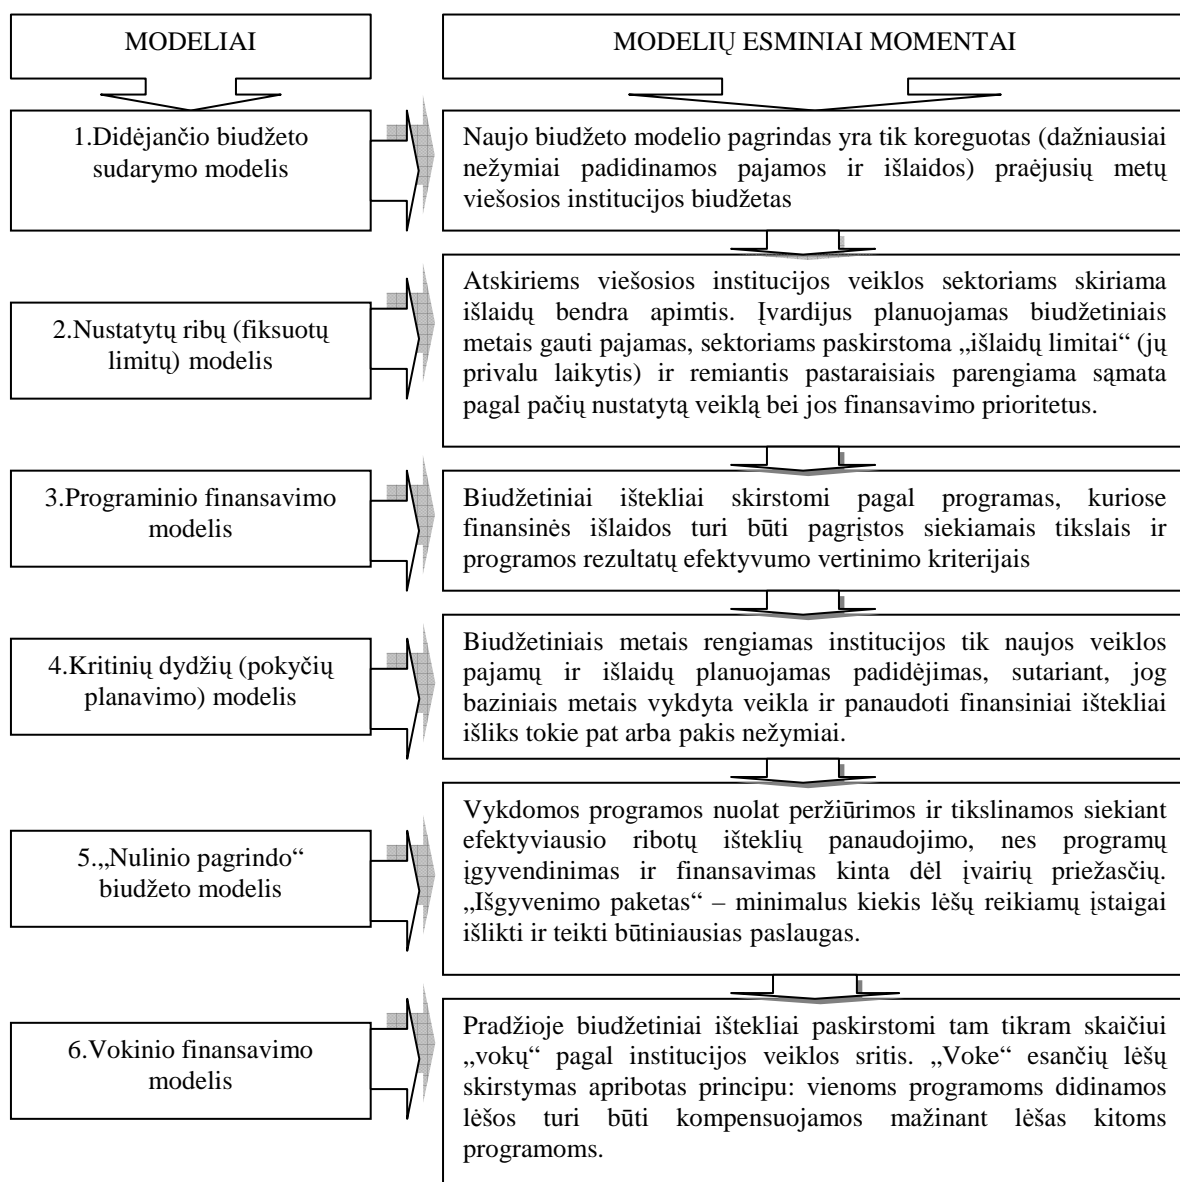 MODELIAI
MODELIŲ ESMINIAI MOMENTAI
1.Didėjančio biudžeto
sudarymo modelis
Naujo biudžeto modelio pagrindas yra tik koreguotas (dažniausiai
nežymiai padidinamos pajamos ir išlaidos) praėjusių metų
viešosios institucijos biudžetas
2.Nustatytų ribų (fiksuotų
limitų) modelis
Atskiriems viešosios institucijos veiklos sektoriams skiriama
išlaidų bendra apimtis. Įvardijus planuojamas biudžetiniais
metais gauti pajamas, sektoriams paskirstoma „išlaidų limitai“ (jų
privalu laikytis) ir remiantis pastaraisiais parengiama sąmata
pagal pačių nustatytą veiklą bei jos finansavimo prioritetus.
3.Programinio finansavimo
modelis
Biudžetiniai ištekliai skirstomi pagal programas, kuriose
finansinės išlaidos turi būti pagrįstos siekiamais tikslais ir
programos rezultatų efektyvumo vertinimo kriterijais
4.Kritinių dydžių (pokyčių
planavimo) modelis
Biudžetiniais metais rengiamas institucijos tik naujos veiklos
pajamų ir išlaidų planuojamas padidėjimas, sutariant, jog
baziniais metais vykdyta veikla ir panaudoti finansiniai ištekliai
išliks tokie pat arba pakis nežymiai.
5.„Nulinio pagrindo“
biudžeto modelis
Vykdomos programos nuolat peržiūrimos ir tikslinamos siekiant
efektyviausio ribotų išteklių panaudojimo, nes programų
įgyvendinimas ir finansavimas kinta dėl įvairių priežasčių.
„Išgyvenimo paketas“ – minimalus kiekis lėšų reikiamų įstaigai
išlikti ir teikti būtiniausias paslaugas.
6.Vokinio finansavimo
modelis
Pradžioje biudžetiniai ištekliai paskirstomi tam tikram skaičiui
„vokų“ pagal institucijos veiklos sritis. „Voke“ esančių lėšų
skirstymas apribotas principu: vienoms programoms didinamos
lėšos turi būti kompensuojamos mažinant lėšas kitoms
programoms.